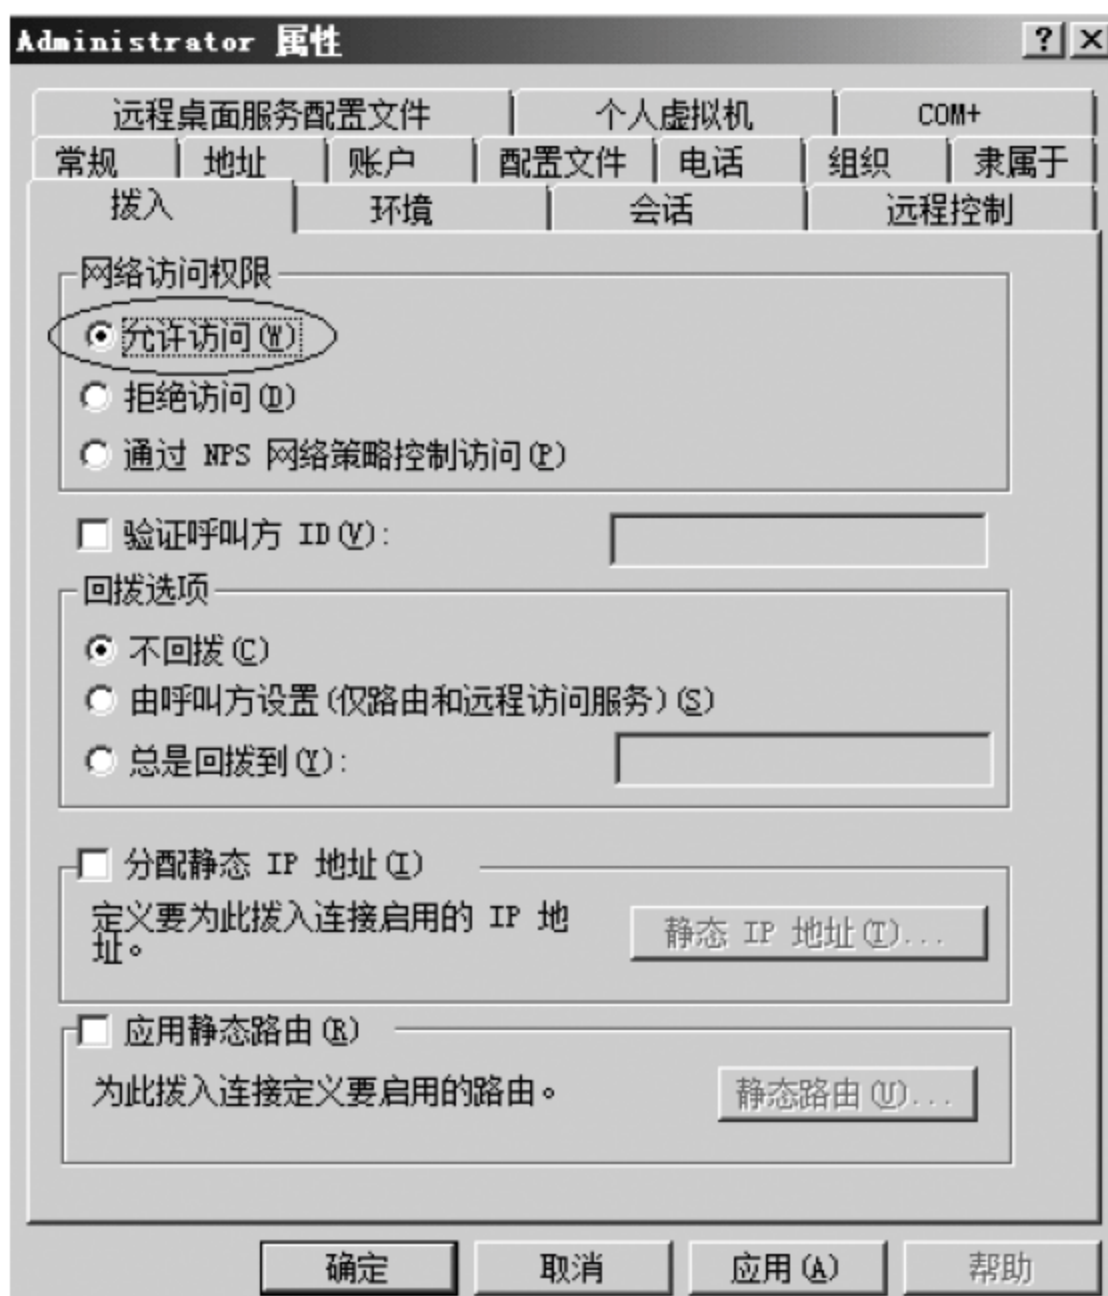 Administrator 属性
远程桌面服务配置文件 个人虚拟机 COM+
常规 地址 账户 配置文件 电话 组织 隶属于
拨入 环境 会话 远程控制
网络访问权限
允许访问(W)
拒绝访问(D)
通过 NPS 网络策略控制访问(P)
验证呼叫方 ID(V):
回拨选项
不回拨(C)
由呼叫方设置(仅路由和远程访问服务)(S)
总是回拨到(Y):
分配静态 IP 地址(I)
定义要为此拨入连接启用的 IP 地
址。
静态 IP 地址(T)...
应用静态路由(R)
为此拨入连接定义要启用的路由。
静态路由(U)...
确定 取消 应用(A) 帮助